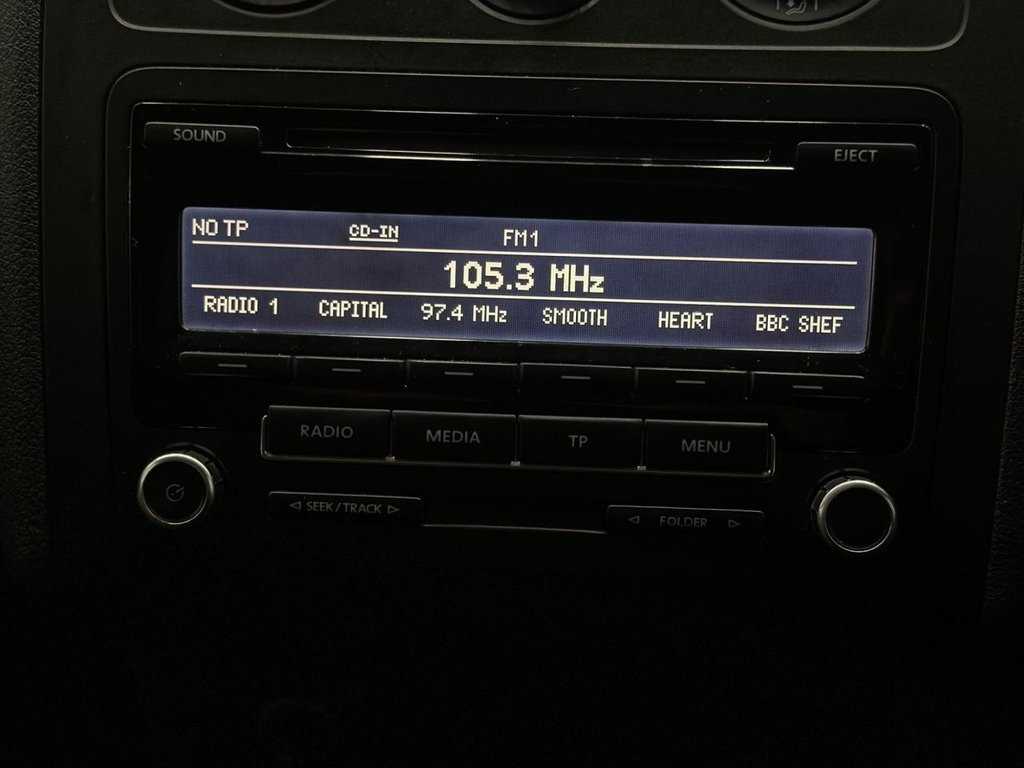 SOUND
EJECT
NO TP CD-IN FM1
105.3 MHz
RADIO 1 CAPITAL 97.4 MHz SMOOTH HEART BBC SHEF
RADIO MEDIA TP MENU
SEEK/TRACK FOLDER